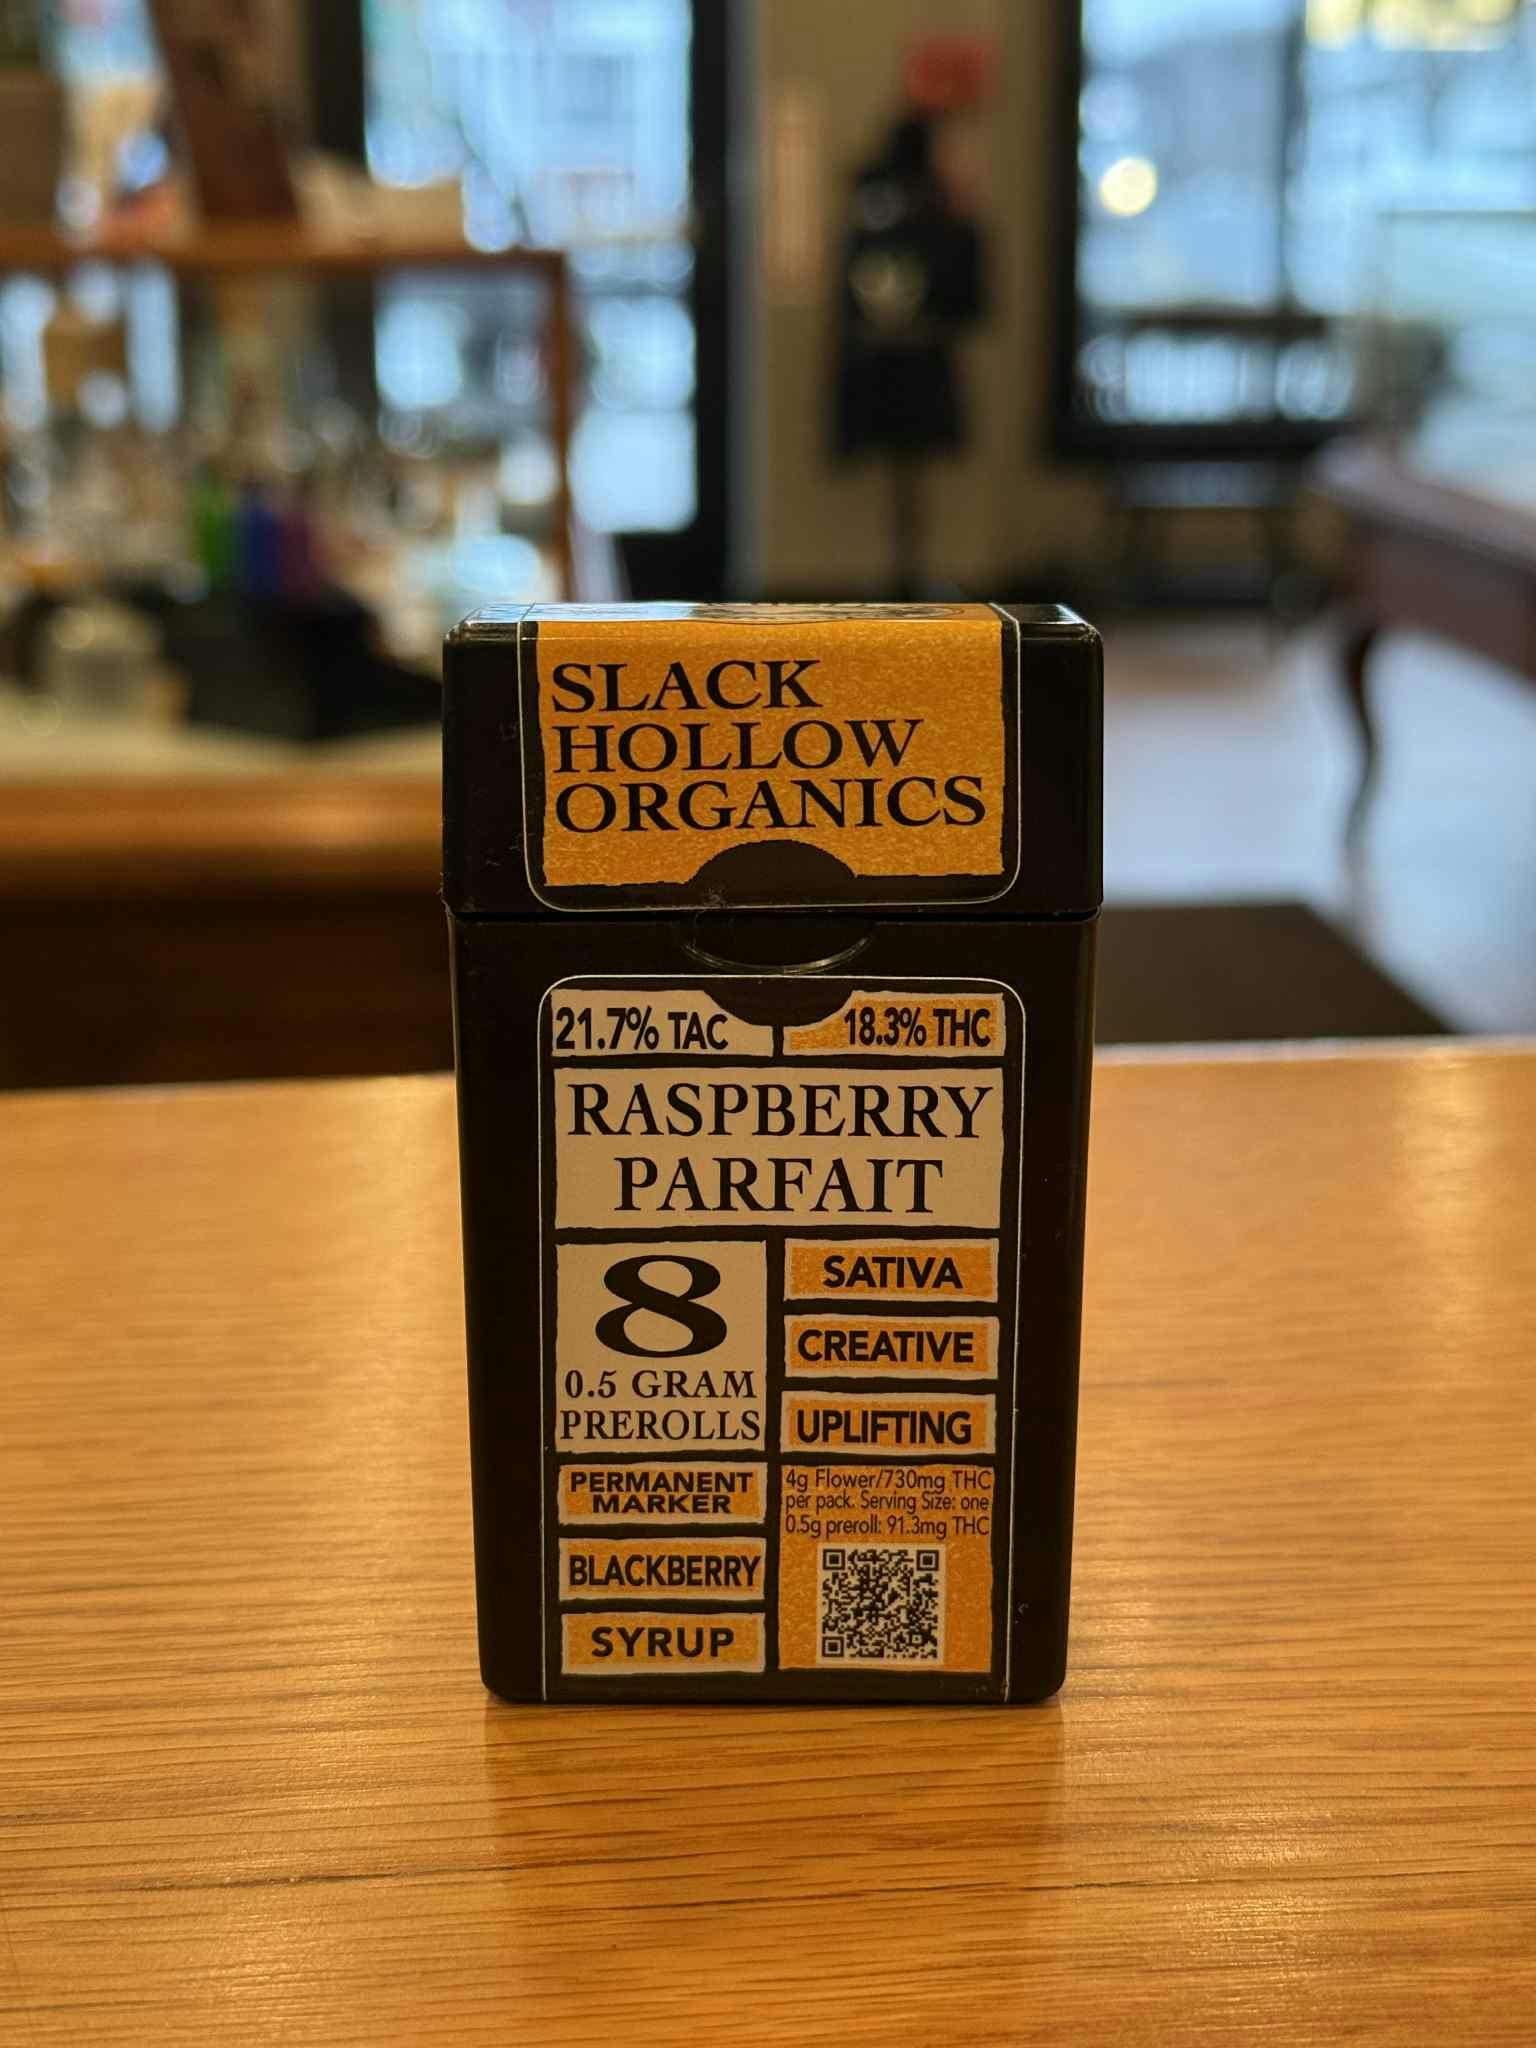 SLACK
HOLLOW
ORGANICS
21.7% TAC
18.3% THC
RASPBERRY
PARFAIT
8
0.5 GRAM
PREROLLS
SATIVA
CREATIVE
UPLIFTING
PERMANENT
MARKER
BLACKBERRY
SYRUP
4g Flower/730mg THC
per pack. Serving Size: one
0.5g preroll: 91.3mg THC